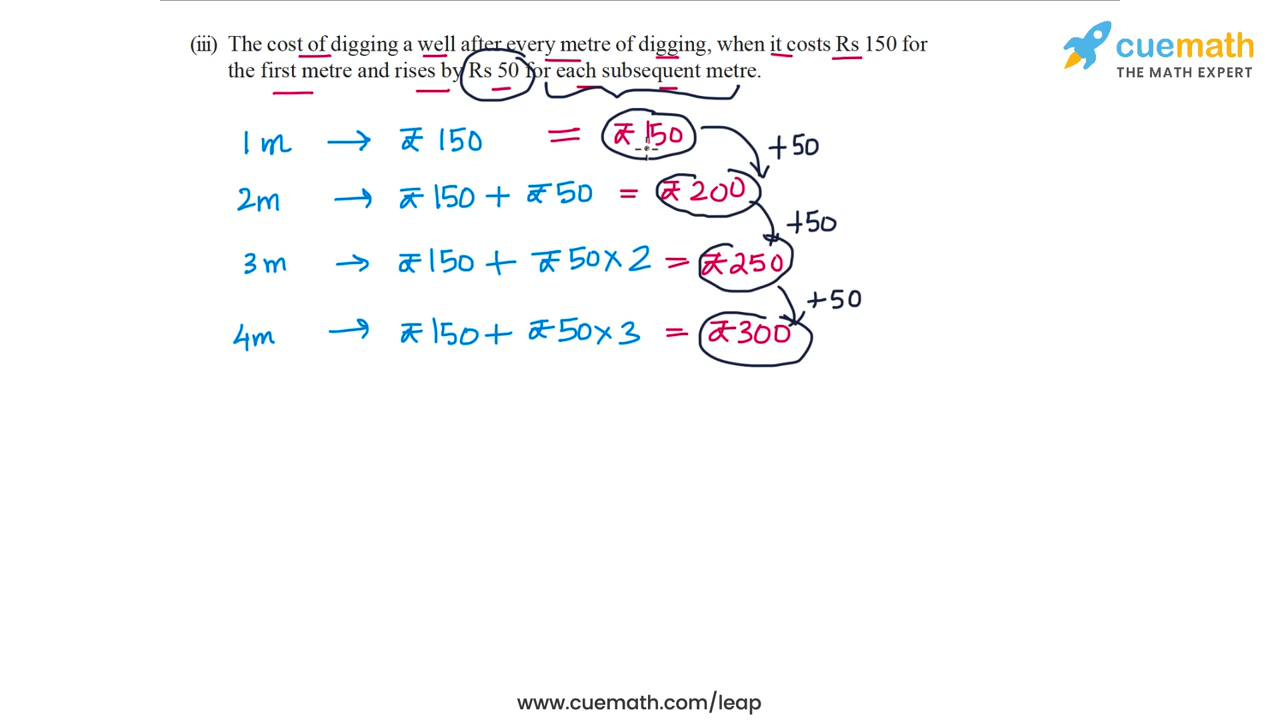 (iii) The cost of digging a well after every metre of digging, when it costs Rs 150 for
the first metre and rises by Rs 50 for each subsequent metre.
cuemath
THE MATH EXPERT
1m → ₹ 150 = ₹ 150
+50
2m → ₹ 150 + ₹ 50 = ₹ 200
+50
3m → ₹ 150 + ₹ 50 × 2 = ₹ 250
+50
4m → ₹ 150 + ₹ 50 × 3 = ₹ 300
www.cuemath.com/leap